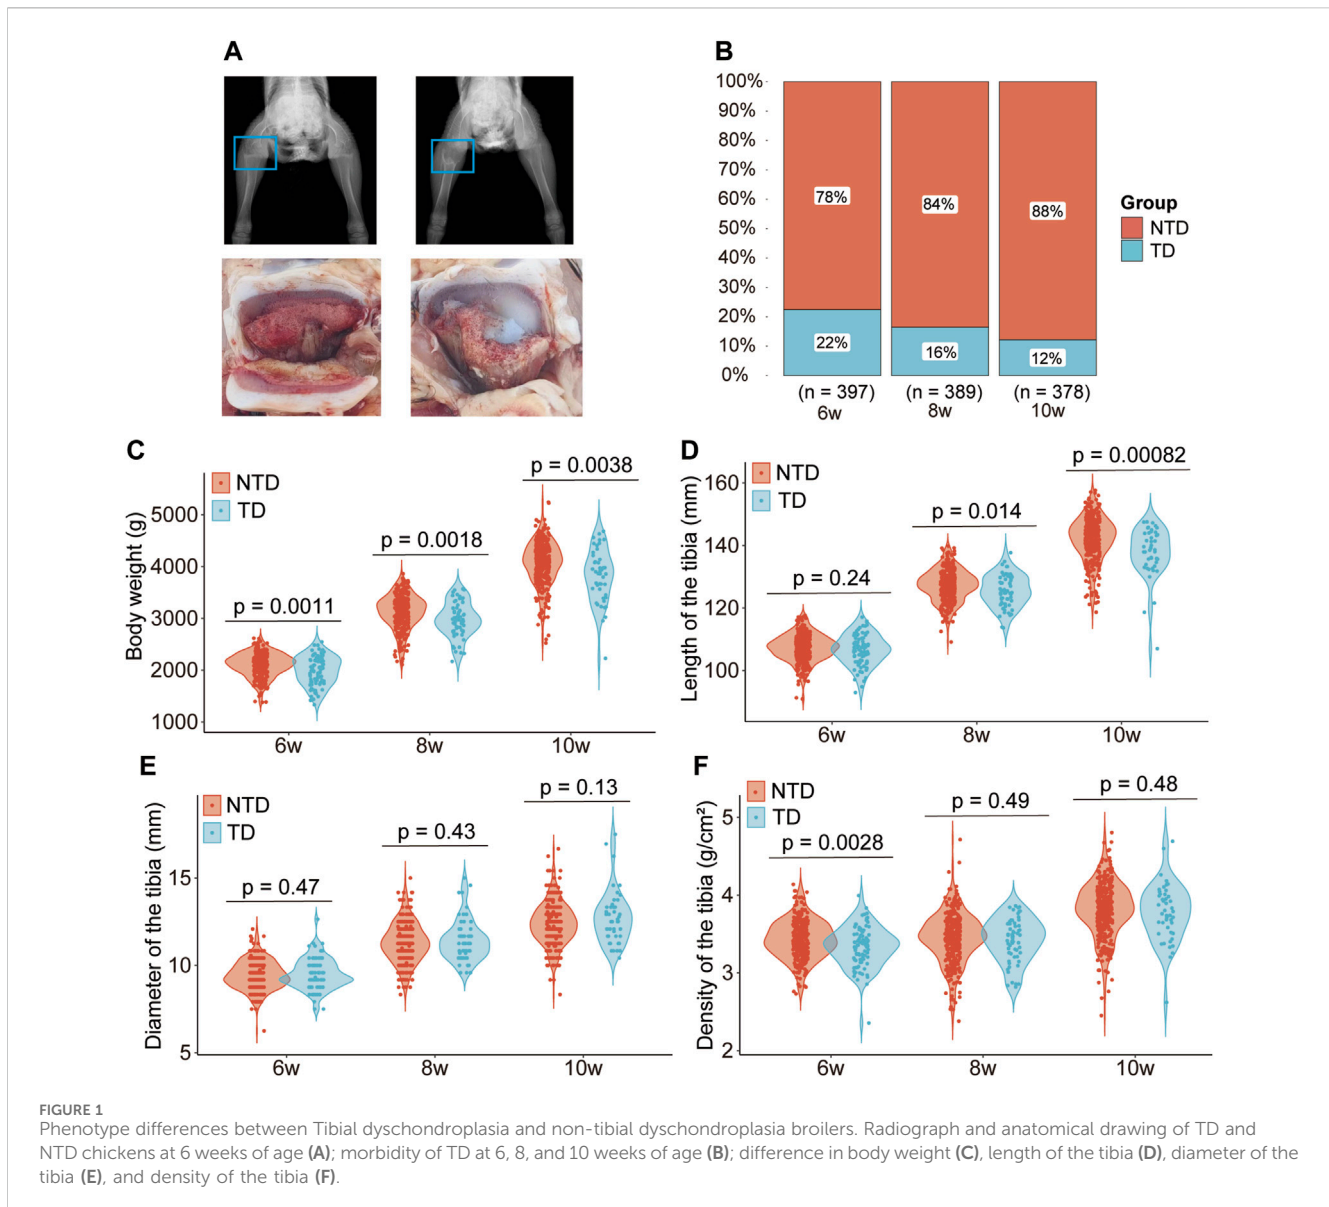 A
B
100%
90%
80%
70%
60%
50%
40%
30%
20%
10%
0%
78%
84%
88%
22%
16%
12%
(n = 397)
(n = 389)
(n = 378)
6w
8w
10w
Group
NTD
TD
C
NTD
TD
p = 0.0011
p = 0.0018
p = 0.0038
Body weight (g)
5000
4000
3000
2000
1000
6w
8w
10w
D
NTD
TD
p = 0.24
p = 0.014
p = 0.00082
Length of the tibia (mm)
160
140
120
100
6w
8w
10w
E
NTD
TD
p = 0.47
p = 0.43
p = 0.13
Diameter of the tibia (mm)
15
10
5
6w
8w
10w
F
NTD
TD
p = 0.0028
p = 0.49
p = 0.48
Density of the tibia (g/cm²)
5
4
3
2
6w
8w
10w
FIGURE 1
Phenotype differences between Tibial dyschondroplasia and non-tibial dyschondroplasia broilers. Radiograph and anatomical drawing of TD and
NTD chickens at 6 weeks of age (A); morbidity of TD at 6, 8, and 10 weeks of age (B); difference in body weight (C), length of the tibia (D), diameter of the
tibia (E), and density of the tibia (F).